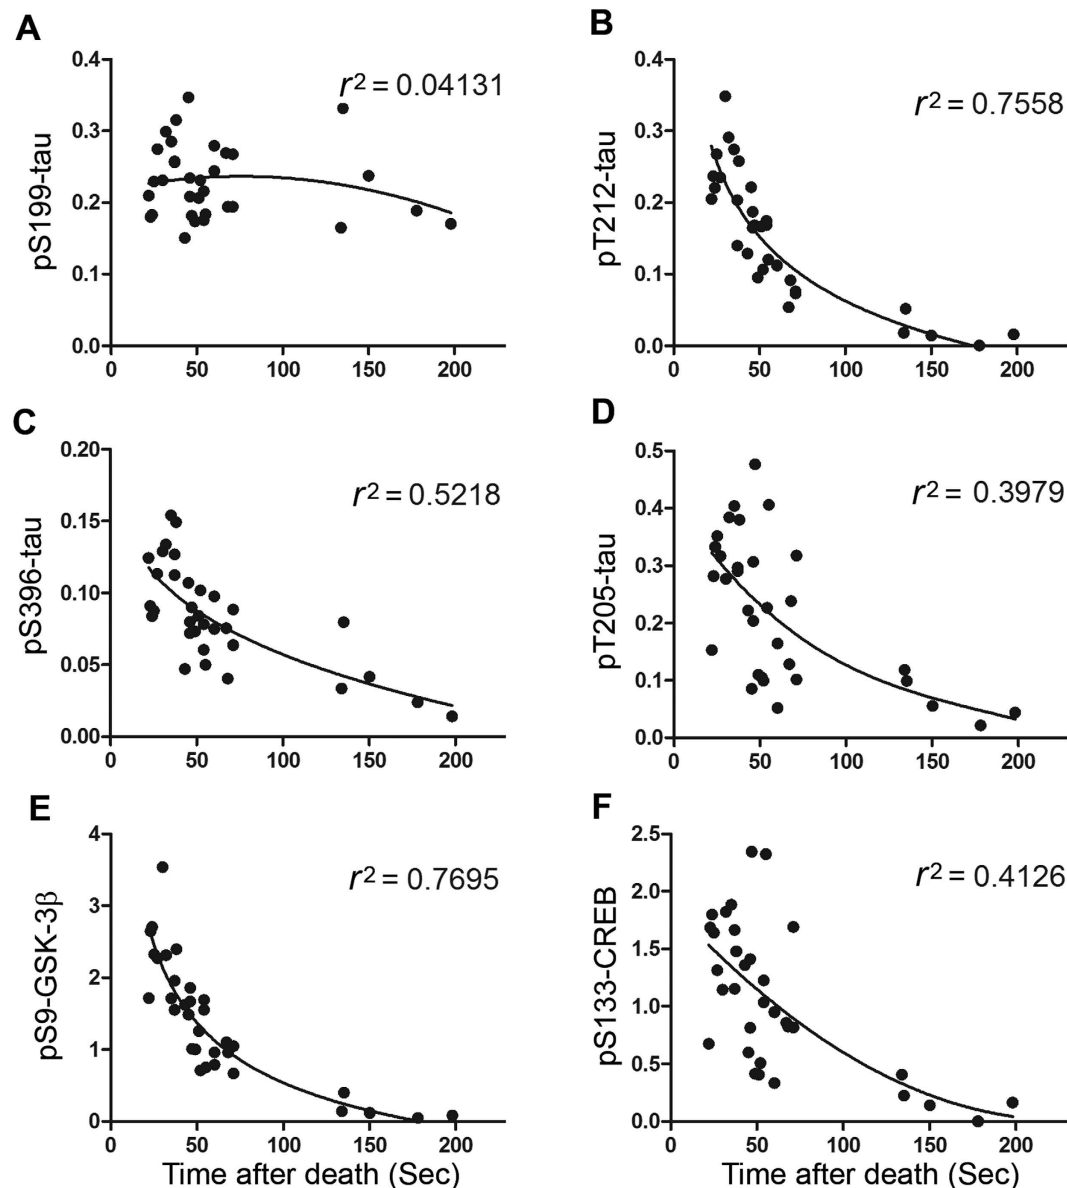 A
B
0.4
0.3
0.2
0.1
0.0
pS199-tau
r2 = 0.04131
0 50 100 150 200
0.4
0.3
0.2
0.1
0.0
pT212-tau
r2 = 0.7558
0 50 100 150 200
C
D
0.20
0.15
0.10
0.05
0.00
pS396-tau
r2 = 0.5218
0 50 100 150 200
0.5
0.4
0.3
0.2
0.1
0.0
pT205-tau
r2 = 0.3979
0 50 100 150 200
E
F
4
3
2
1
0
pS9-GSK-3β
r2 = 0.7695
0 50 100 150 200
Time after death (Sec)
2.5
2.0
1.5
1.0
0.5
0.0
pS133-CREB
r2 = 0.4126
0 50 100 150 200
Time after death (Sec)